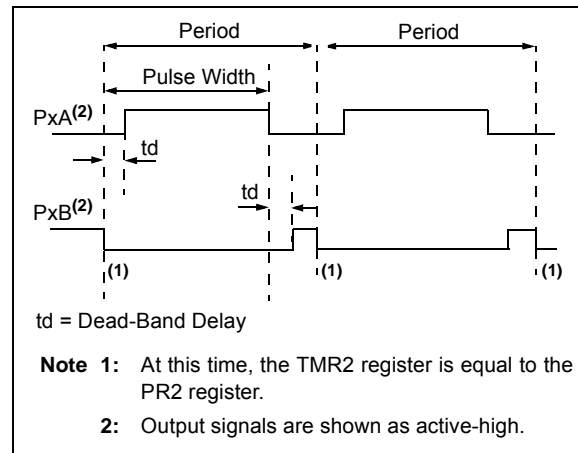 Period Period
Pulse Width
PxA(2)
td
td
PxB(2)
(1) (1) (1)
td = Dead-Band Delay
Note 1: At this time, the TMR2 register is equal to the
PR2 register.
2: Output signals are shown as active-high.